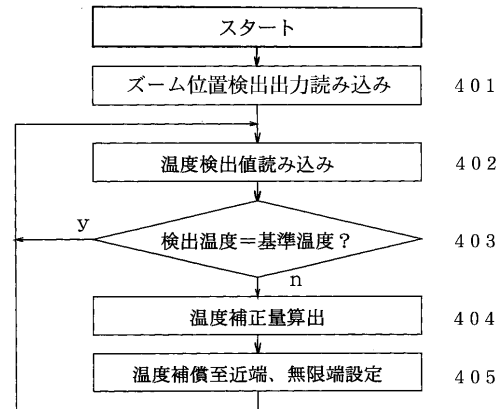 スタート
ズーム位置検出出力読み込み 401
温度検出値読み込み 402
y
検出温度＝基準温度？ 403
n
温度補正量算出 404
温度補償至近端、無限端設定 405